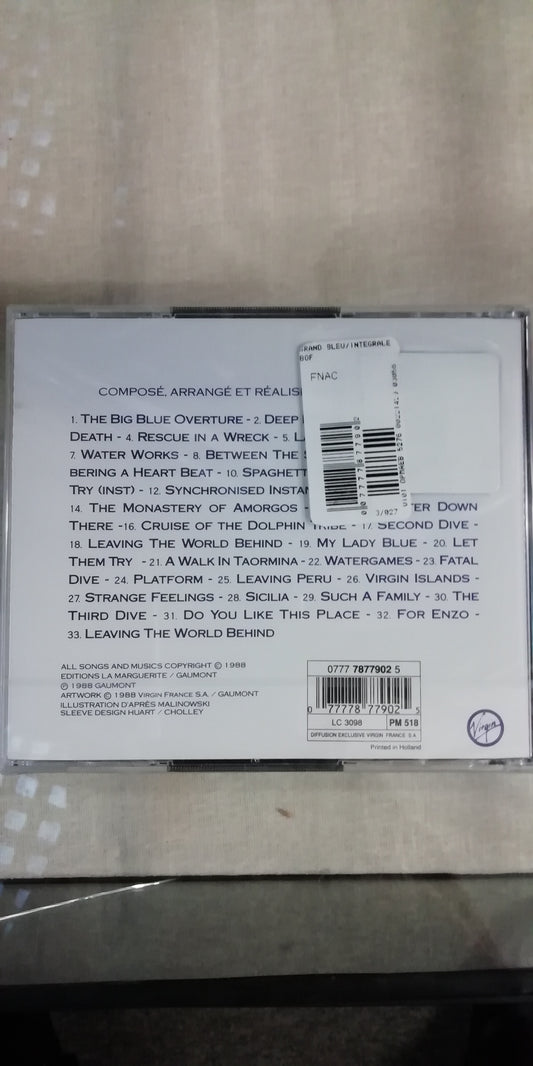 GRAND BLEU/INTEGRALE
BOF
FNAC
COMPOSÉ, ARRANGÉ ET RÉALISÉ
1. THE BIG BLUE OVERTURE - 2. DEEP
DEATH - 4. RESCUE IN A WRECK - 5.
7. WATER WORKS - 8. BETWEEN THE
BERING A HEART BEAT - 10. SPAGHETT
TRY (INST) - 12. SYNCHRONISED INSTAN
14. THE MONASTERY OF AMORGOS - DOWN
THERE -16. CRUISE OF THE DOLPHIN TRIBE - 17. SECOND DIVE -
18. LEAVING THE WORLD BEHIND - 19. MY LADY BLUE - 20. LET
THEM TRY - 21. A WALK IN TAORMINA - 22. WATERGAMES - 23. FATAL
DIVE - 24. PLATFORM - 25. LEAVING PERU - 26. VIRGIN ISLANDS -
27. STRANGE FEELINGS - 28. SICILIA - 29. SUCH A FAMILY - 30. THE
THIRD DIVE - 31. DO YOU LIKE THIS PLACE - 32. FOR ENZO -
33. LEAVING THE WORLD BEHIND
ALL SONGS AND MUSICS COPYRIGHT © 1988
EDITIONS LA MARGUERITE / GAUMONT
℗ 1988 GAUMONT
ARTWORK © 1988 VIRGIN FRANCE S.A. / GAUMONT
ILLUSTRATION D'APRÈS MALINOWSKI
SLEEVE DESIGN HUART / CHOLLEY
0777 7877902 5
0 77778 77902 5
LC 3098 PM 518
DIFFUSION EXCLUSIVE VIRGIN FRANCE S.A.
Printed in Holland
Virgin